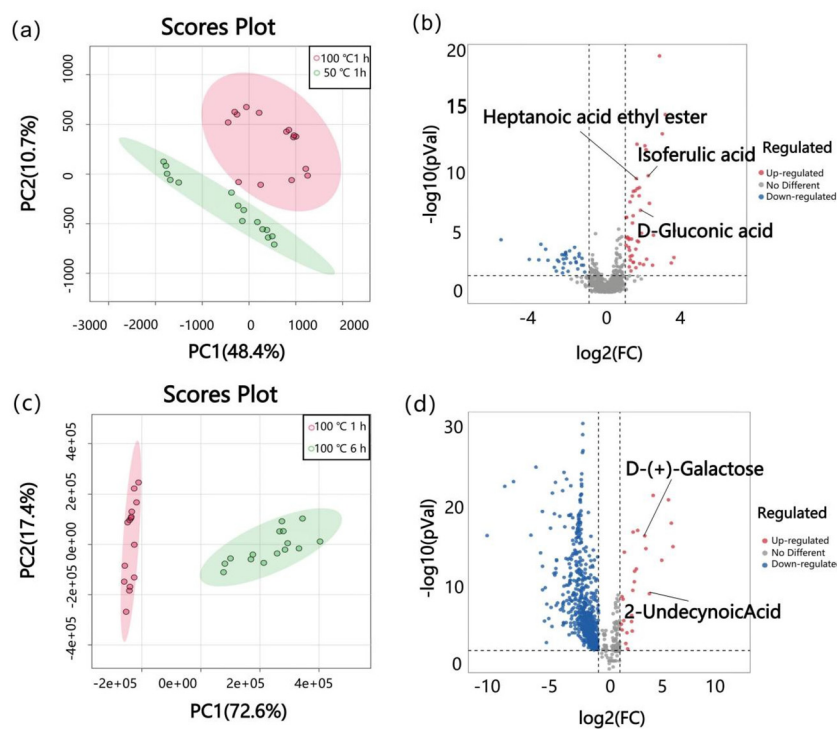 (a)
Scores Plot
100 ℃1 h
50 ℃ 1h
PC2(10.7%)
1000
500
0
-500
-1000
-3000 -2000 -1000 0 1000 2000
PC1(48.4%)
(b)
20
15
10
5
0
-log10(pVal)
Heptanoic acid ethyl ester
Isoferulic acid
D-Gluconic acid
Regulated
Up-regulated
No Different
Down-regulated
-4 0 4
log2(FC)
(c)
Scores Plot
100 ℃ 1 h
100 ℃ 6 h
PC2(17.4%)
4e+05
2e+05
0e+00
-2e+05
-4e+05
-2e+05 0e+00 2e+05 4e+05
PC1(72.6%)
(d)
30
20
10
0
-log10(pVal)
D-(+)-Galactose
2-UndecynoicAcid
Regulated
Up-regulated
No Different
Down-regulated
-10 -5 0 5 10
log2(FC)